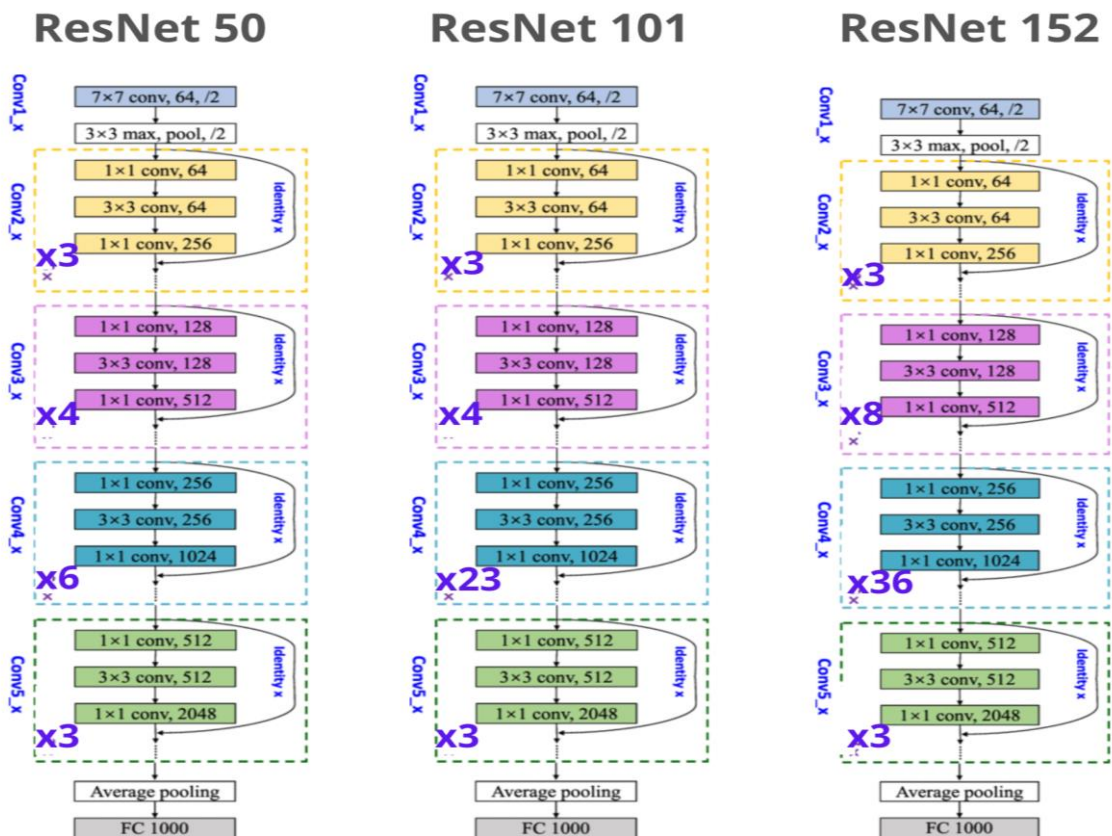 ResNet 50
Conv1_x
7×7 conv, 64, /2
3×3 max, pool, /2
Conv2_x
1×1 conv, 64
3×3 conv, 64
1×1 conv, 256
Identity x
x3
×
Conv3_x
1×1 conv, 128
3×3 conv, 128
1×1 conv, 512
Identity x
x4
Conv4_x
1×1 conv, 256
3×3 conv, 256
1×1 conv, 1024
Identity x
x6
×
Conv5_x
1×1 conv, 512
3×3 conv, 512
1×1 conv, 2048
Identity x
x3
Average pooling
FC 1000
ResNet 101
Conv1_x
7×7 conv, 64, /2
3×3 max, pool, /2
Conv2_x
1×1 conv, 64
3×3 conv, 64
1×1 conv, 256
Identity x
x3
×
Conv3_x
1×1 conv, 128
3×3 conv, 128
1×1 conv, 512
Identity x
x4
Conv4_x
1×1 conv, 256
3×3 conv, 256
1×1 conv, 1024
Identity x
x23
×
Conv5_x
1×1 conv, 512
3×3 conv, 512
1×1 conv, 2048
Identity x
x3
Average pooling
FC 1000
ResNet 152
Conv1_x
7×7 conv, 64, /2
3×3 max, pool, /2
Conv2_x
1×1 conv, 64
3×3 conv, 64
1×1 conv, 256
Identity x
x3
×
Conv3_x
1×1 conv, 128
3×3 conv, 128
1×1 conv, 512
Identity x
x8
×
Conv4_x
1×1 conv, 256
3×3 conv, 256
1×1 conv, 1024
Identity x
x36
×
Conv5_x
1×1 conv, 512
3×3 conv, 512
1×1 conv, 2048
Identity x
x3
Average pooling
FC 1000